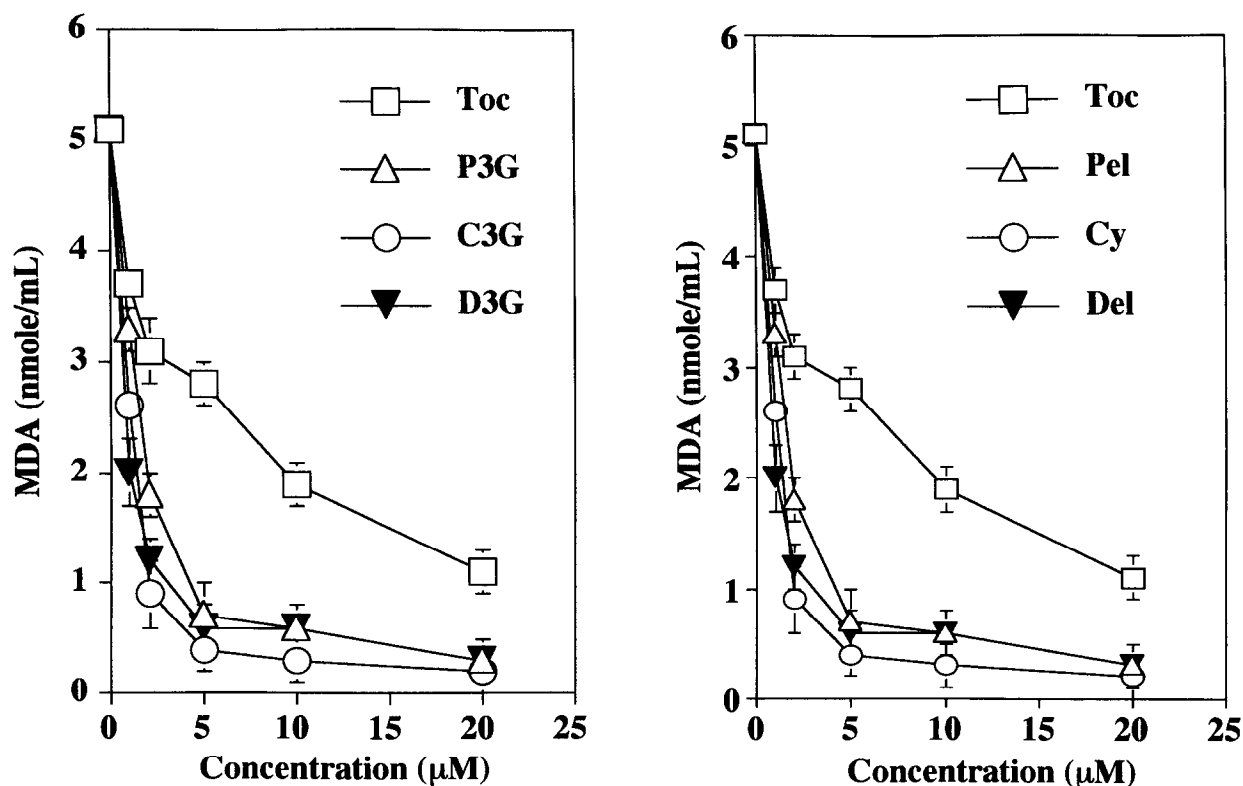 6
5
4
3
2
1
0
MDA (nmole/mL)
Toc
P3G
C3G
D3G
0 5 10 15 20 25
Concentration (µM)
6
5
4
3
2
1
0
MDA (nmole/mL)
Toc
Pel
Cy
Del
0 5 10 15 20 25
Concentration (µM)